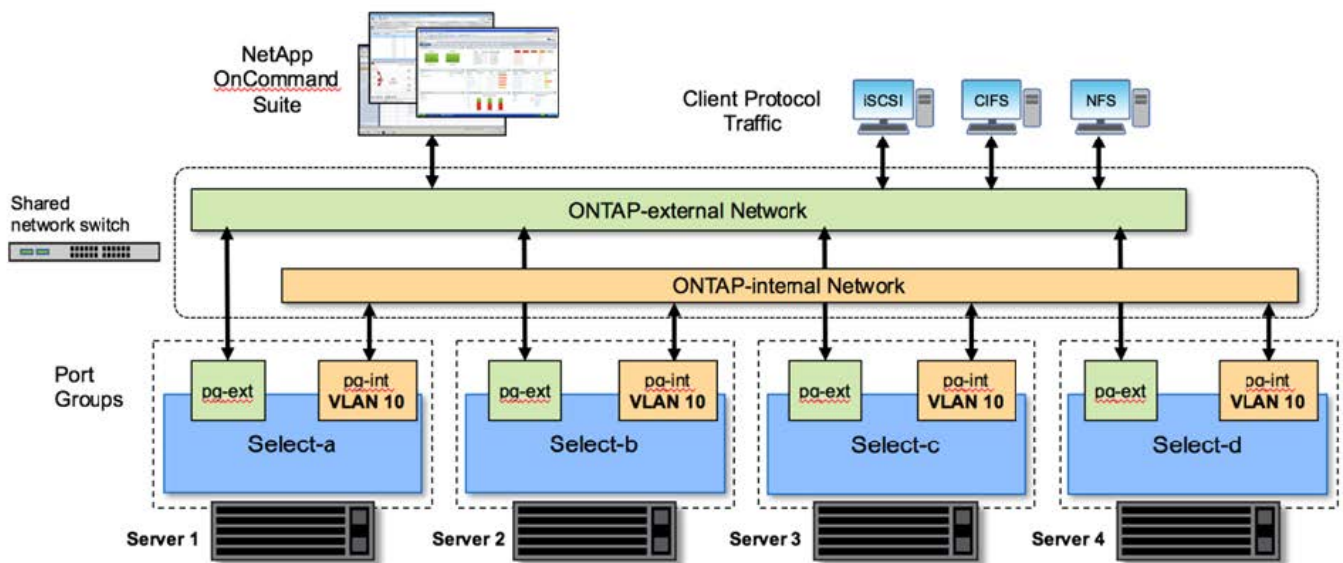 NetApp
OnCommand
Suite
Client Protocol
Traffic
iSCSI
CIFS
NFS
Shared
network switch
ONTAP-external Network
ONTAP-internal Network
Port
Groups
pg-ext
pg-int
VLAN 10
Select-a
pg-ext
pg-int
VLAN 10
Select-b
pg-ext
pg-int
VLAN 10
Select-c
pg-ext
pg-int
VLAN 10
Select-d
Server 1
Server 2
Server 3
Server 4